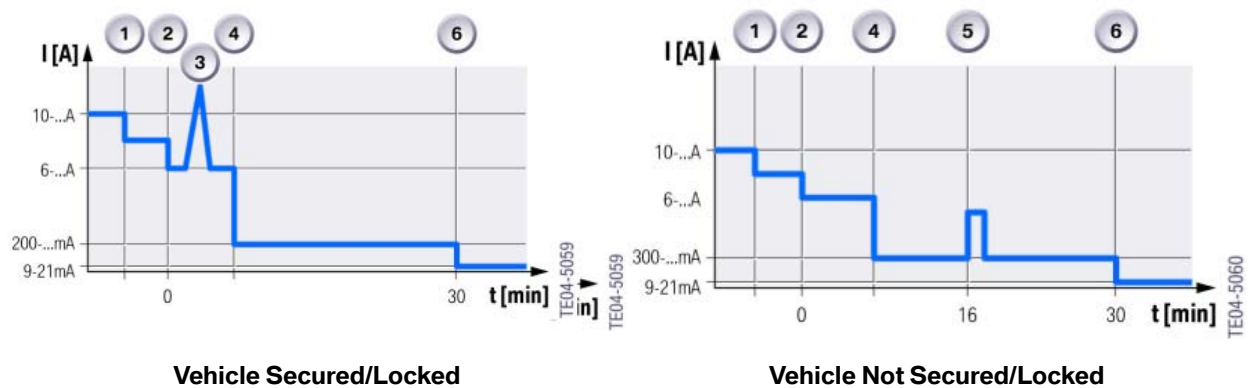 1 2 4 6
3
I [A]
10-...A
6-...A
200-...mA
9-21mA
0 30 t [min]
in]
TE04-5059
TE04-5059
Vehicle Secured/Locked
1 2 4 5 6
I [A]
10-...A
6-...A
300-...mA
9-21mA
0 16 30 t [min]
TE04-5060
Vehicle Not Secured/Locked